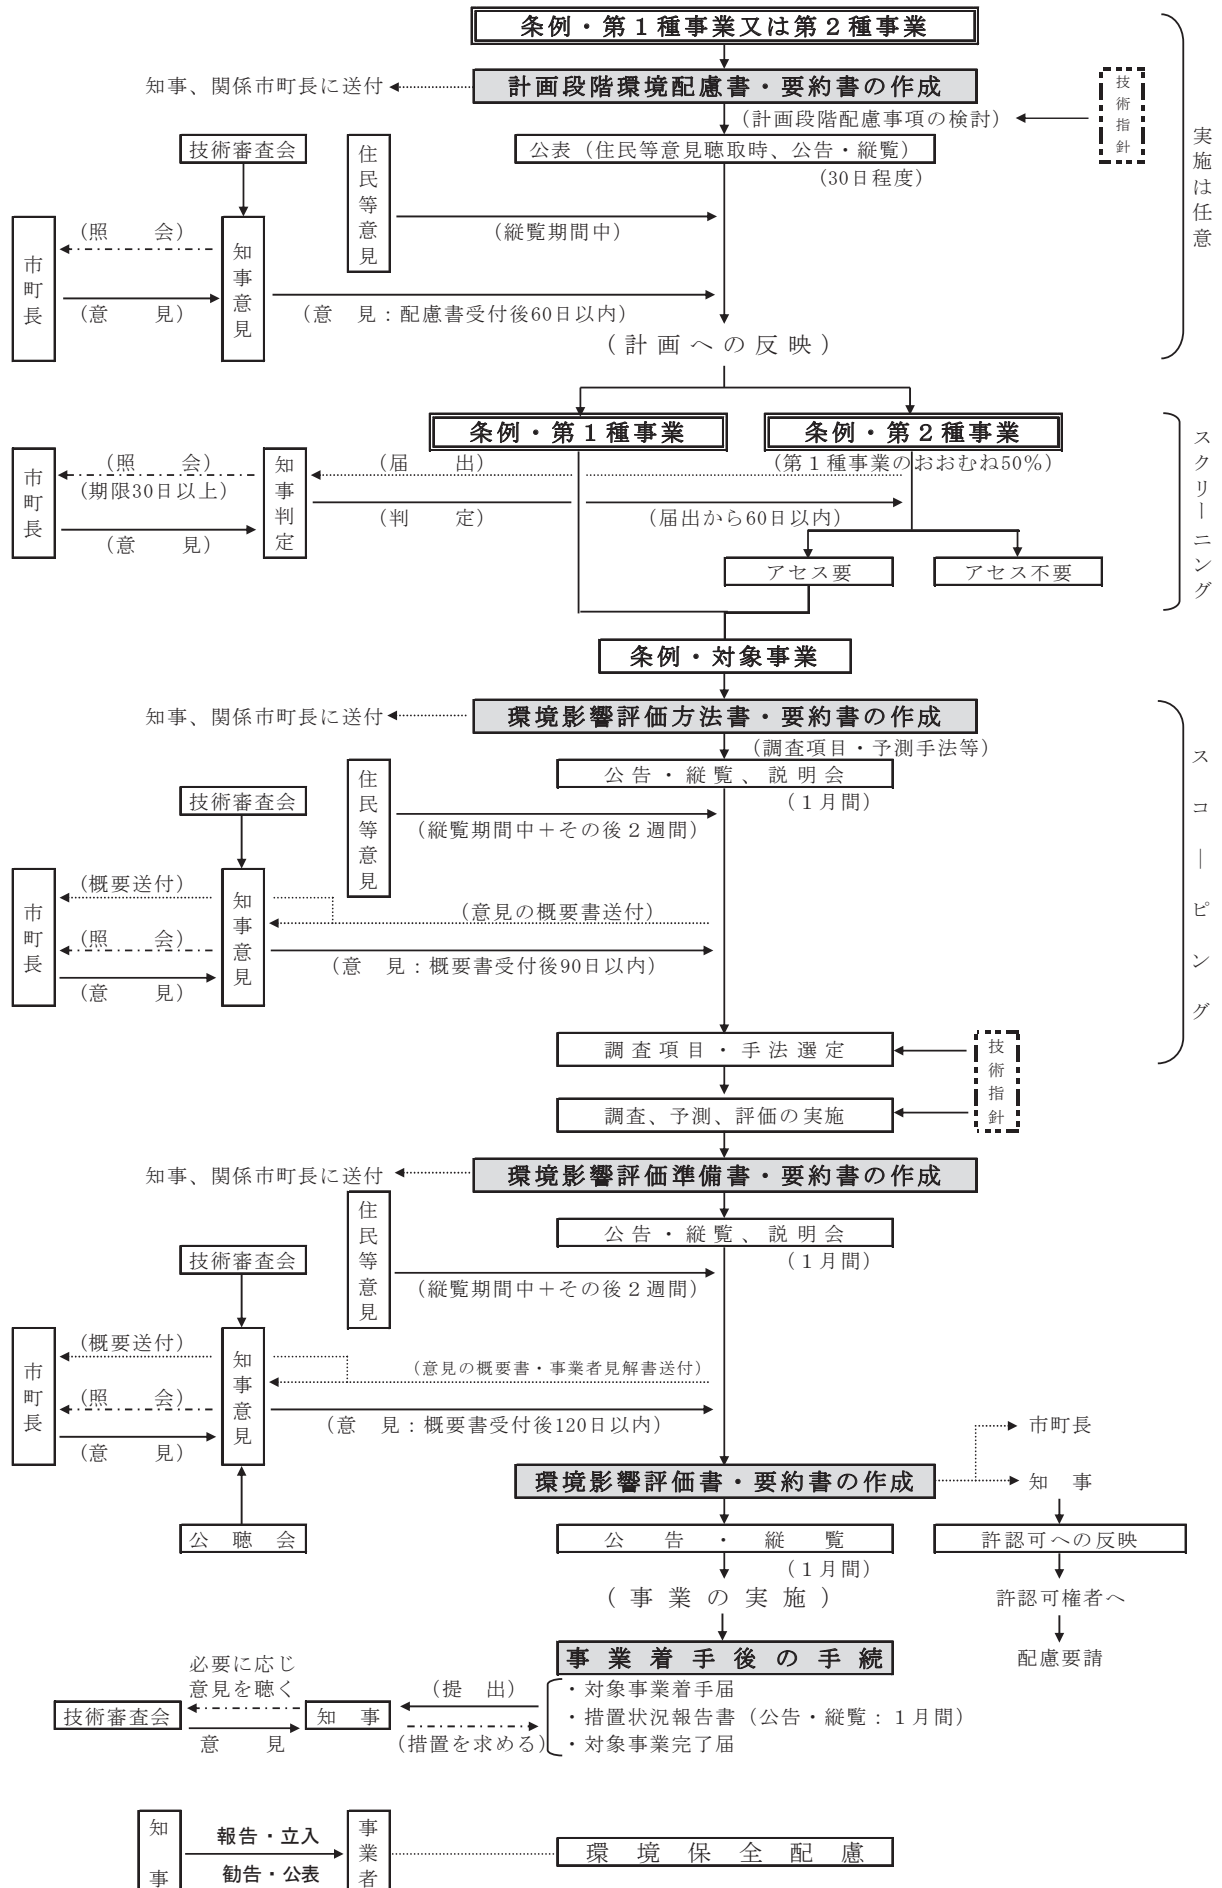 条例・第１種事業又は第２種事業
知事、関係市町長に送付
計画段階環境配慮書・要約書の作成
(計画段階配慮事項の検討)
技術指針
実施は任意
技術審査会
住民等意見
公表（住民等意見聴取時、公告・縦覧）
(30日程度)
(縦覧期間中)
市町長
(照　　会)
知事意見
(意　　見)
(意　見：配慮書受付後60日以内)
(計画への反映)
条例・第１種事業
条例・第２種事業
スクリーニング
市町長
(照　　会)
(期限30日以上)
(意　　見)
知事判定
(届　　出)
(第１種事業のおおむね50%)
(判　　定)
(届出から60日以内)
アセス要
アセス不要
条例・対象事業
知事、関係市町長に送付
環境影響評価方法書・要約書の作成
(調査項目・予測手法等)
スコーピング
住民等意見
公告・縦覧、説明会
(１月間)
技術審査会
(縦覧期間中＋その後２週間)
市町長
(概要送付)
知事意見
(意見の概要書送付)
(照　　会)
(意　見：概要書受付後90日以内)
(意　　見)
調査項目・手法選定
技術指針
調査、予測、評価の実施
知事、関係市町長に送付
環境影響評価準備書・要約書の作成
住民等意見
公告・縦覧、説明会
(１月間)
技術審査会
(縦覧期間中＋その後２週間)
市町長
(概要送付)
知事意見
(意見の概要書・事業者見解書送付)
(照　　会)
(意　見：概要書受付後120日以内)
(意　　見)
市町長
環境影響評価書・要約書の作成
知　事
公聴会
公　告　・　縦　覧
(１月間)
許認可への反映
(事業の実施)
許認可権者へ
事業着手後の手続
配慮要請
必要に応じ
意見を聴く
技術審査会
意　　見
知　事
(提　出)
(措置を求める)
・対象事業着手届
・措置状況報告書（公告・縦覧：１月間）
・対象事業完了届
知　事
報告・立入
勧告・公表
事業者
環境保全配慮